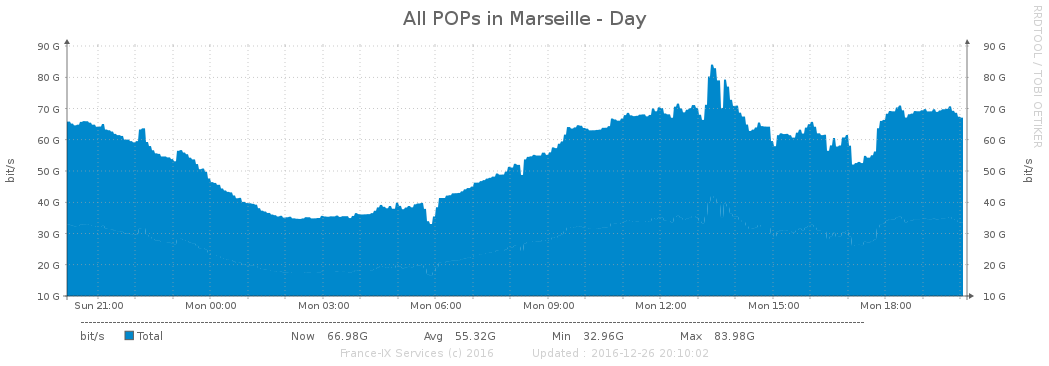 All POPs in Marseille - Day
RRDTOOL / TOBI OETIKER
90 G 90 G
80 G 80 G
70 G 70 G
60 G 60 G
50 G 50 G
40 G 40 G
30 G 30 G
20 G 20 G
10 G 10 G
bit/s bit/s
Sun 21:00 Mon 00:00 Mon 03:00 Mon 06:00 Mon 09:00 Mon 12:00 Mon 15:00 Mon 18:00
bit/s Total Now 66.98G Avg 55.32G Min 32.96G Max 83.98G
France-IX Services (c) 2016 Updated : 2016-12-26 20:10:02